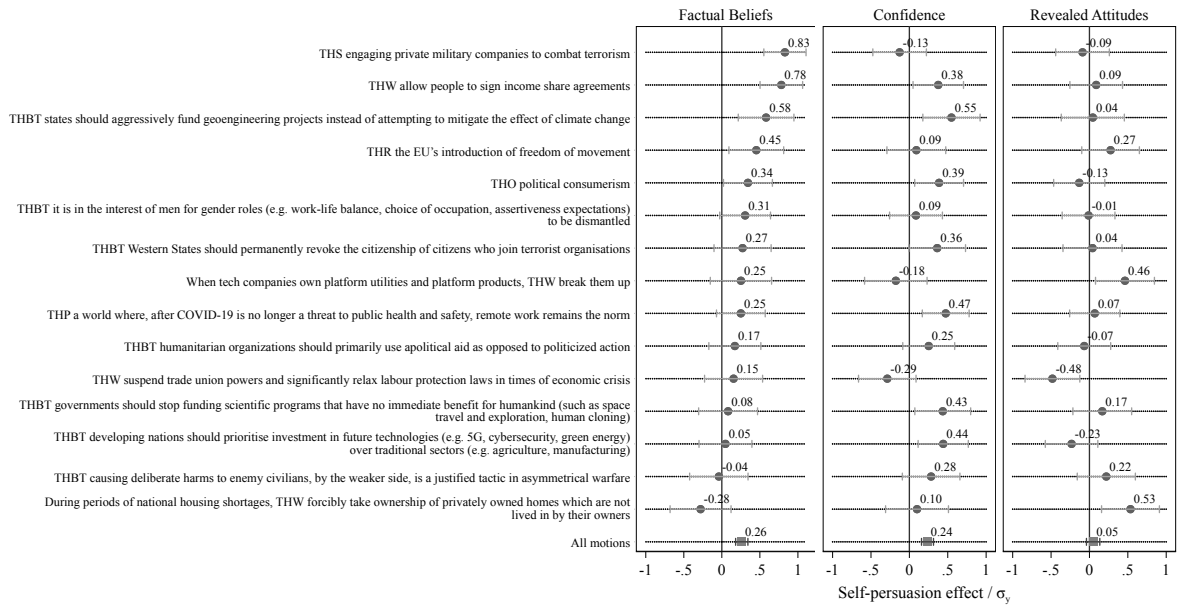 Factual Beliefs Confidence Revealed Attitudes
THS engaging private military companies to combat terrorism 0.83 -0.13 -0.09
THW allow people to sign income share agreements 0.78 0.38 0.09
THBT states should aggressively fund geoengineering projects instead of attempting to mitigate the effect of climate change 0.58 0.55 0.04
THR the EU's introduction of freedom of movement 0.45 0.09 0.27
THO political consumerism 0.34 0.39 -0.13
THBT it is in the interest of men for gender roles (e.g. work-life balance, choice of occupation, assertiveness expectations)
to be dismantled 0.31 0.09 -0.01
THBT Western States should permanently revoke the citizenship of citizens who join terrorist organisations 0.27 0.36 0.04
When tech companies own platform utilities and platform products, THW break them up 0.25 -0.18 0.46
THP a world where, after COVID-19 is no longer a threat to public health and safety, remote work remains the norm 0.25 0.47 0.07
THBT humanitarian organizations should primarily use apolitical aid as opposed to politicized action 0.17 0.25 -0.07
THW suspend trade union powers and significantly relax labour protection laws in times of economic crisis 0.15 -0.29 -0.48
THBT governments should stop funding scientific programs that have no immediate benefit for humankind (such as space
travel and exploration, human cloning) 0.08 0.43 0.17
THBT developing nations should prioritise investment in future technologies (e.g. 5G, cybersecurity, green energy)
over traditional sectors (e.g. agriculture, manufacturing) 0.05 0.44 -0.23
THBT causing deliberate harms to enemy civilians, by the weaker side, is a justified tactic in asymmetrical warfare -0.04 0.28 0.22
During periods of national housing shortages, THW forcibly take ownership of privately owned homes which are not
lived in by their owners -0.28 0.10 0.53
All motions 0.26 0.24 0.05
-1 -.5 0 .5 1 -1 -.5 0 .5 1 -1 -.5 0 .5 1
Self-persuasion effect / σy